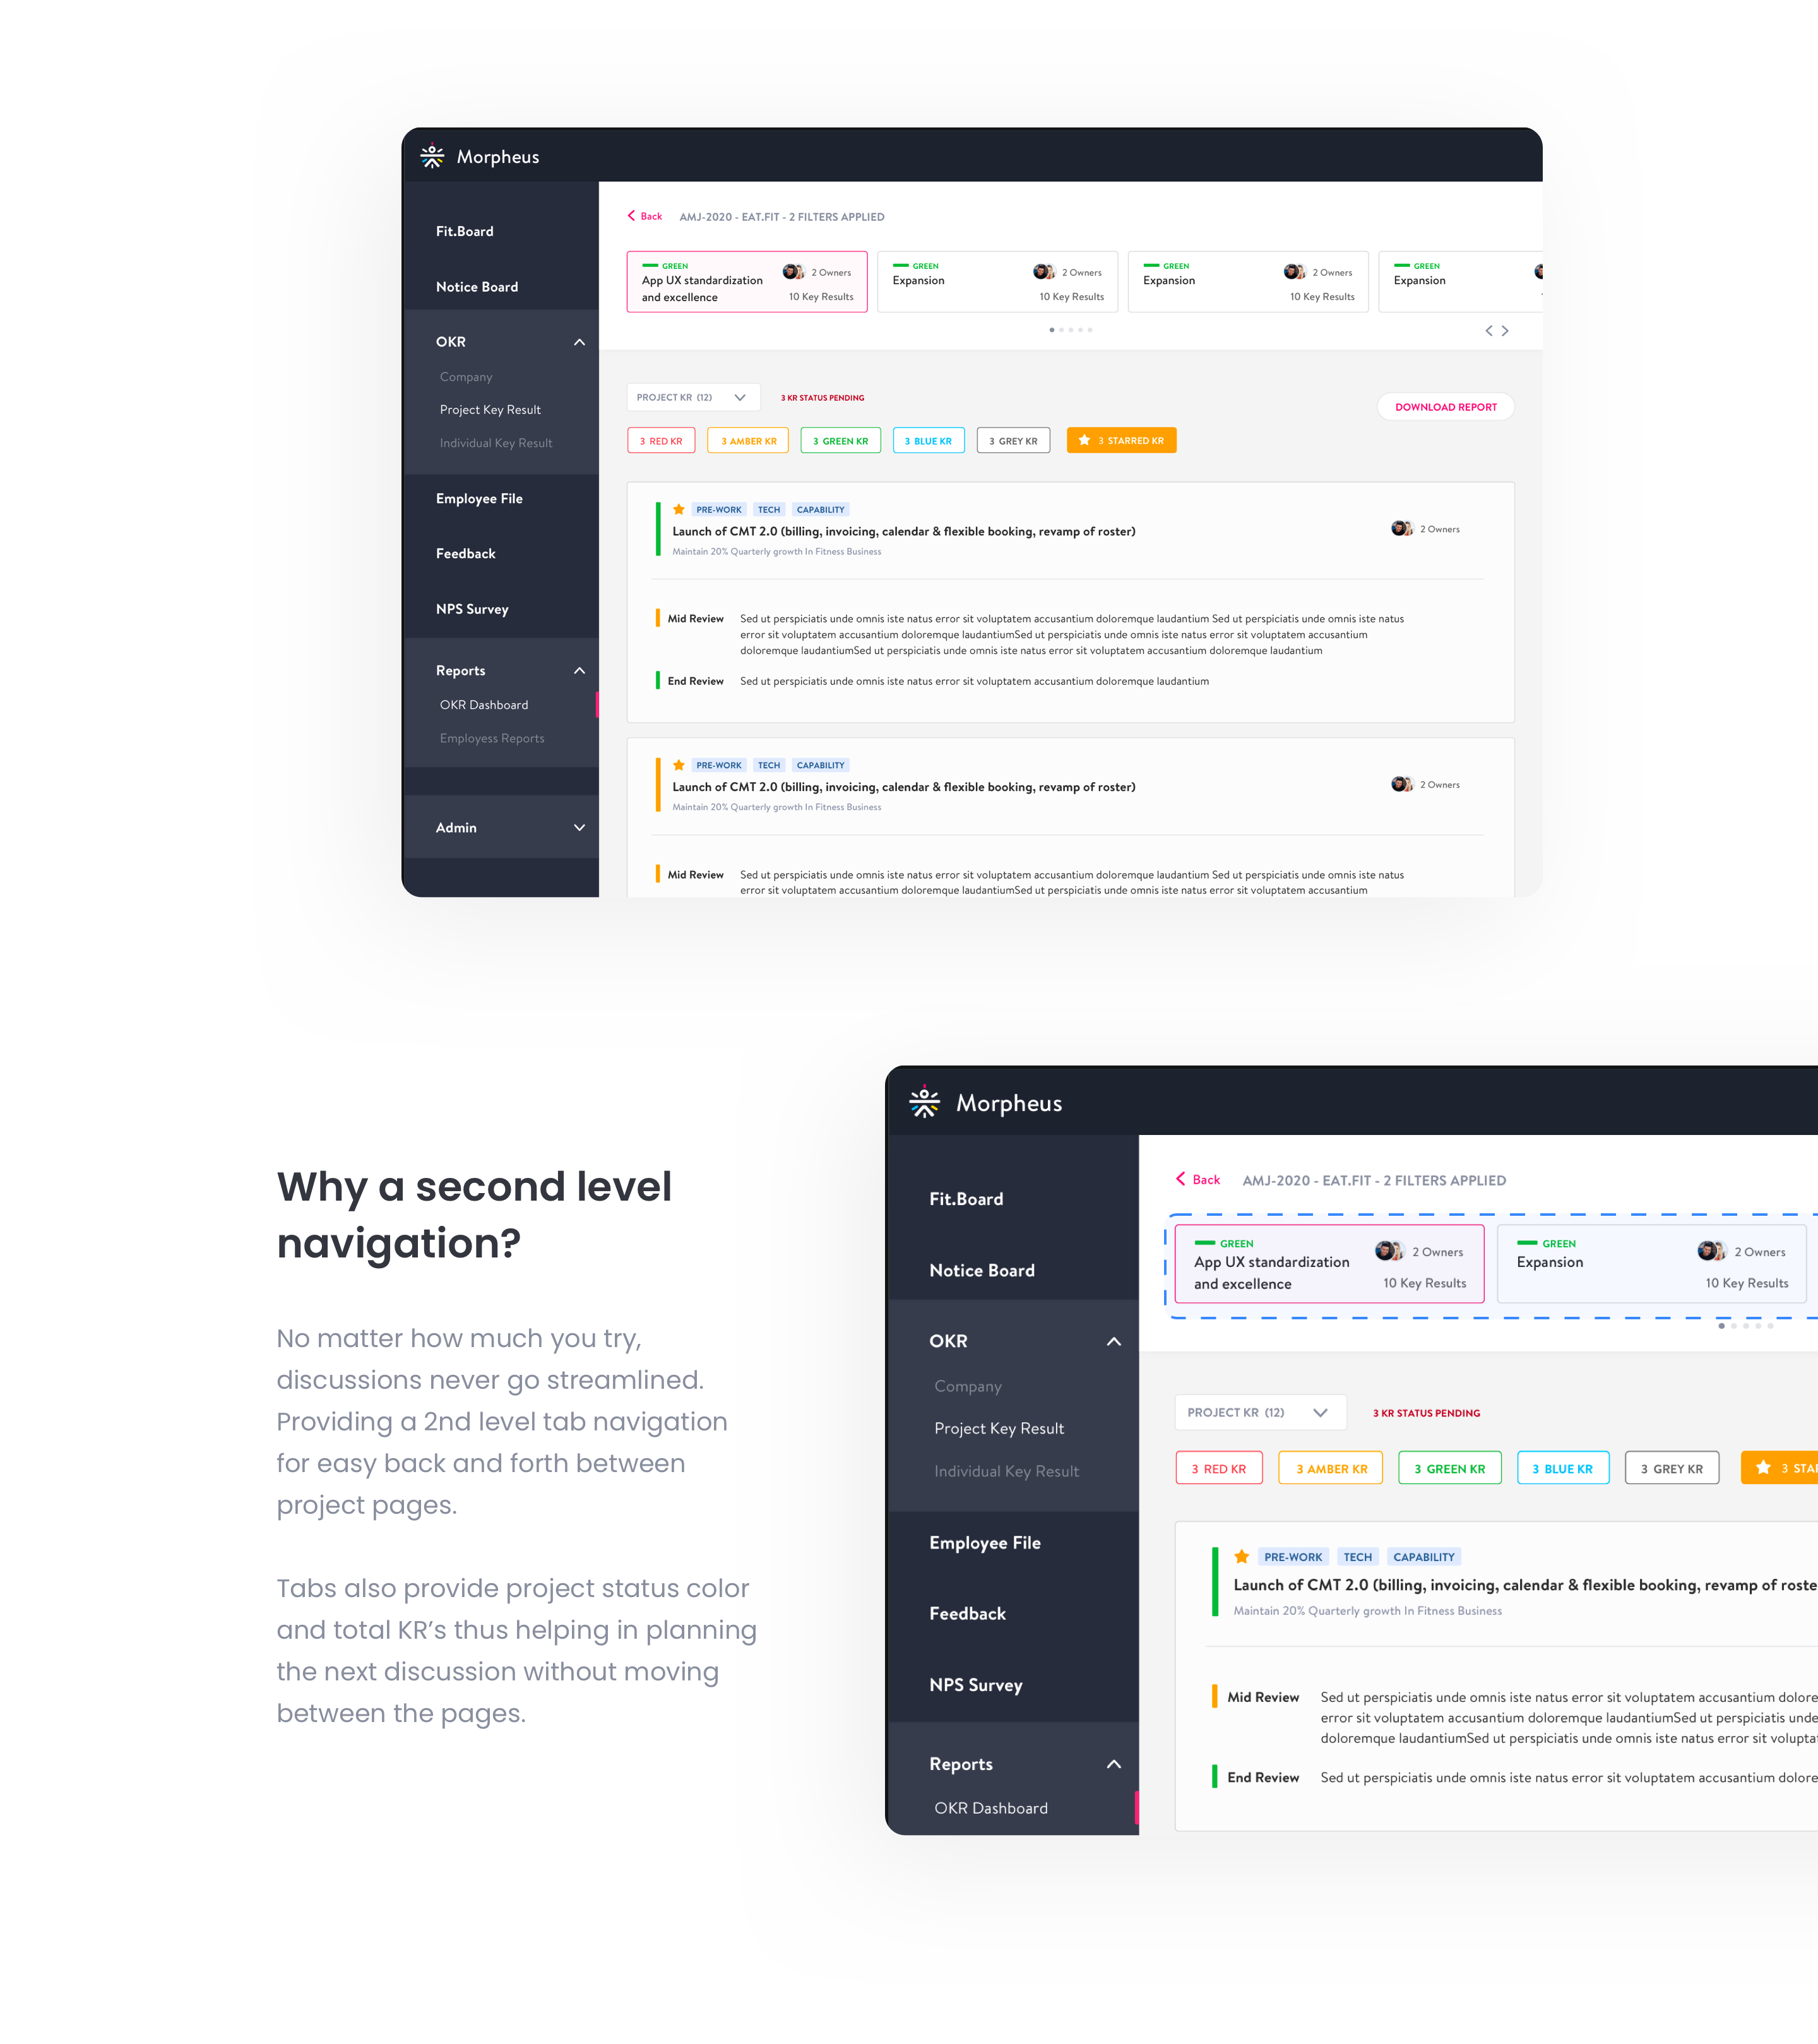 Morpheus
Fit.Board
Notice Board
OKR
Company
Project Key Result
Individual Key Result
Employee File
Feedback
NPS Survey
Reports
OKR Dashboard
Employess Reports
Admin
Back AMJ-2020 - EAT.FIT - 2 FILTERS APPLIED
GREEN
App UX standardization
and excellence
2 Owners
10 Key Results
GREEN
Expansion
2 Owners
10 Key Results
GREEN
Expansion
2 Owners
10 Key Results
GREEN
Expansion
PROJECT KR (12) 3 KR STATUS PENDING
DOWNLOAD REPORT
3 RED KR 3 AMBER KR 3 GREEN KR 3 BLUE KR 3 GREY KR 3 STARRED KR
PRE-WORK TECH CAPABILITY
Launch of CMT 2.0 (billing, invoicing, calendar & flexible booking, revamp of roster)
Maintain 20% Quarterly growth In Fitness Business
2 Owners
Mid Review
Sed ut perspiciatis unde omnis iste natus error sit voluptatem accusantium doloremque laudantium Sed ut perspiciatis unde omnis iste natus
error sit voluptatem accusantium doloremque laudantiumSed ut perspiciatis unde omnis iste natus error sit voluptatem accusantium
doloremque laudantiumSed ut perspiciatis unde omnis iste natus error sit voluptatem accusantium doloremque laudantium
End Review
Sed ut perspiciatis unde omnis iste natus error sit voluptatem accusantium doloremque laudantium
PRE-WORK TECH CAPABILITY
Launch of CMT 2.0 (billing, invoicing, calendar & flexible booking, revamp of roster)
Maintain 20% Quarterly growth In Fitness Business
2 Owners
Mid Review
Sed ut perspiciatis unde omnis iste natus error sit voluptatem accusantium doloremque laudantium Sed ut perspiciatis unde omnis iste natus
error sit voluptatem accusantium doloremque laudantiumSed ut perspiciatis unde omnis iste natus error sit voluptatem accusantium
Why a second level
navigation?
No matter how much you try,
discussions never go streamlined.
Providing a 2nd level tab navigation
for easy back and forth between
project pages.
Tabs also provide project status color
and total KR’s thus helping in planning
the next discussion without moving
between the pages.
Morpheus
Fit.Board
Notice Board
OKR
Company
Project Key Result
Individual Key Result
Employee File
Feedback
NPS Survey
Reports
OKR Dashboard
Back AMJ-2020 - EAT.FIT - 2 FILTERS APPLIED
GREEN
App UX standardization
and excellence
2 Owners
10 Key Results
GREEN
Expansion
2 Owners
10 Key Results
PROJECT KR (12) 3 KR STATUS PENDING
3 RED KR 3 AMBER KR 3 GREEN KR 3 BLUE KR 3 GREY KR 3 STAR
PRE-WORK TECH CAPABILITY
Launch of CMT 2.0 (billing, invoicing, calendar & flexible booking, revamp of roste
Maintain 20% Quarterly growth In Fitness Business
Mid Review
Sed ut perspiciatis unde omnis iste natus error sit voluptatem accusantium dolore
error sit voluptatem accusantium doloremque laudantiumSed ut perspiciatis unde
doloremque laudantiumSed ut perspiciatis unde omnis iste natus error sit voluptat
End Review
Sed ut perspiciatis unde omnis iste natus error sit voluptatem accusantium dolore